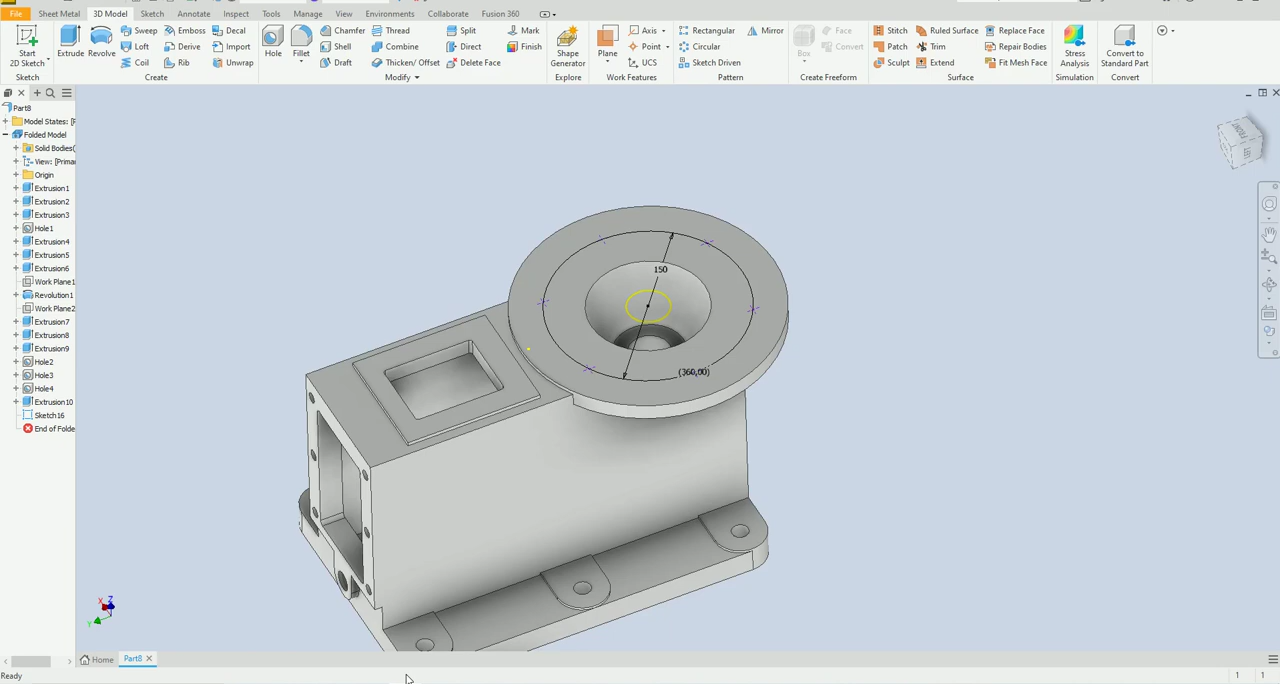 File Sheet Metal 3D Model Sketch Annotate Inspect Tools Manage View Environments Collaborate Fusion 360
Start
2D Sketch
Sketch
Extrude
Revolve
Sweep
Loft
Coil
Emboss
Derive
Rib
Decal
Import
Unwrap
Create
Hole
Fillet
Chamfer
Shell
Draft
Thread
Combine
Thicken/ Offset
Split
Direct
Delete Face
Mark
Finish
Modify
Shape
Generator
Explore
Plane
Axis
Point
UCS
Work Features
Rectangular
Circular
Sketch Driven
Mirror
Pattern
Box
Face
Convert
Create Freeform
Stitch
Patch
Sculpt
Ruled Surface
Trim
Extend
Replace Face
Repair Bodies
Fit Mesh Face
Surface
Stress
Analysis
Simulation
Convert to
Standard Part
Convert
Part8
Model States: [
Folded Model
Solid Bodies(
View: [Prima
Origin
Extrusion1
Extrusion2
Extrusion3
Hole1
Extrusion4
Extrusion5
Extrusion6
Work Plane1
Revolution1
Work Plane2
Extrusion7
Extrusion8
Extrusion9
Hole2
Hole3
Hole4
Extrusion10
Sketch16
End of Folde
150
(360,00)
FRONT
X Z
Y
Home Part8
Ready 1 1